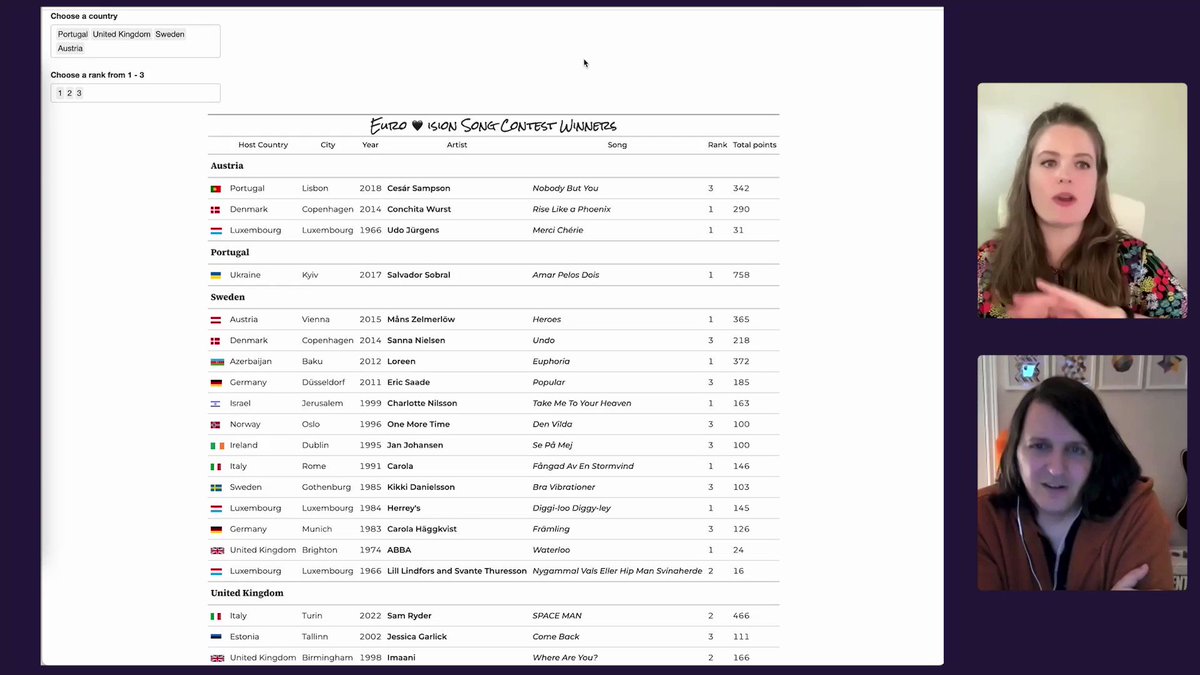 Choose a country
Portugal United Kingdom Sweden
Austria
Choose a rank from 1 - 3
1 2 3
Euro 🖤 ision Song Contest Winners
Host Country City Year Artist Song Rank Total points
Austria
Portugal Lisbon 2018 Cesár Sampson Nobody But You 3 342
Denmark Copenhagen 2014 Conchita Wurst Rise Like a Phoenix 1 290
Luxembourg Luxembourg 1966 Udo Jürgens Merci Chérie 1 31
Portugal
Ukraine Kyiv 2017 Salvador Sobral Amar Pelos Dois 1 758
Sweden
Austria Vienna 2015 Måns Zelmerlöw Heroes 1 365
Denmark Copenhagen 2014 Sanna Nielsen Undo 3 218
Azerbaijan Baku 2012 Loreen Euphoria 1 372
Germany Düsseldorf 2011 Eric Saade Popular 3 185
Israel Jerusalem 1999 Charlotte Nilsson Take Me To Your Heaven 1 163
Norway Oslo 1996 One More Time Den Vilda 3 100
Ireland Dublin 1995 Jan Johansen Se På Mej 3 100
Italy Rome 1991 Carola Fångad Av En Stormvind 1 146
Sweden Gothenburg 1985 Kikki Danielsson Bra Vibrationer 3 103
Luxembourg Luxembourg 1984 Herrey's Diggi-loo Diggy-ley 1 145
Germany Munich 1983 Carola Häggkvist Främling 3 126
United Kingdom Brighton 1974 ABBA Waterloo 1 24
Luxembourg Luxembourg 1966 Lill Lindfors and Svante Thuresson Nygammal Vals Eller Hip Man Svinaherde 2 16
United Kingdom
Italy Turin 2022 Sam Ryder SPACE MAN 2 466
Estonia Tallinn 2002 Jessica Garlick Come Back 3 111
United Kingdom Birmingham 1998 Imaani Where Are You? 2 166